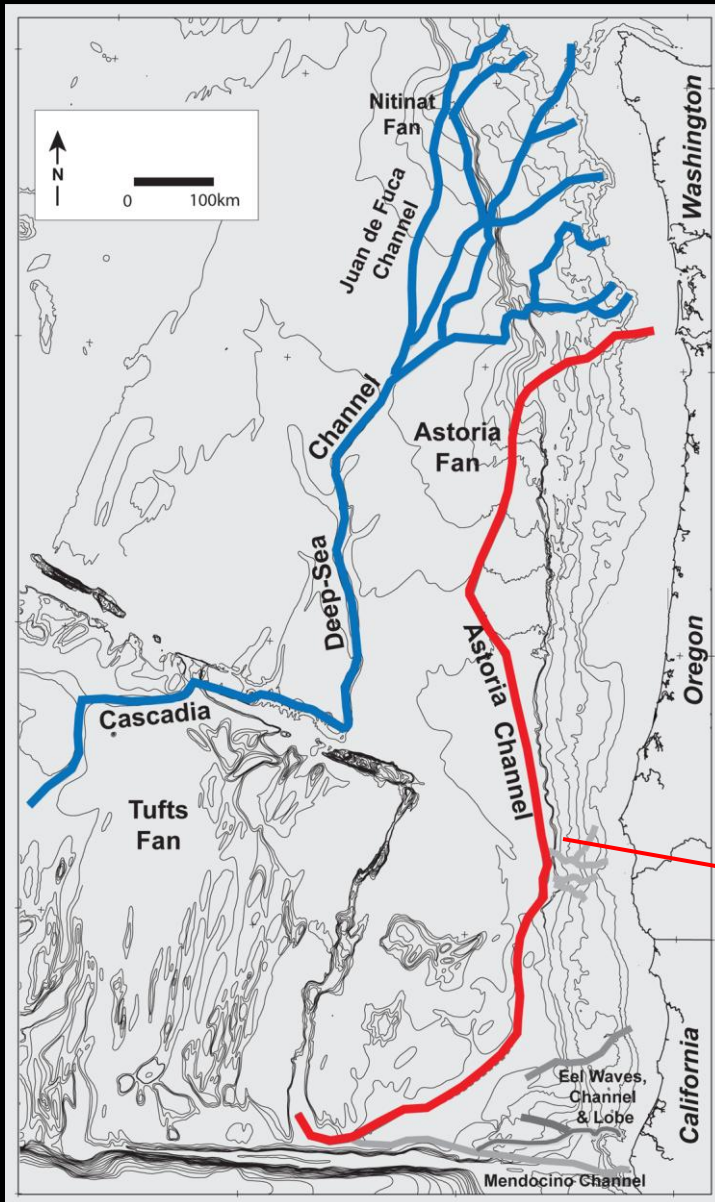 Nitinat
Fan
Washington
N
0 100km
Juan de Fuca
Channel
Channel
Astoria
Fan
Deep-Sea
Astoria Channel
Oregon
Cascadia
Tufts
Fan
California
Eel Waves,
Channel
& Lobe
Mendocino Channel